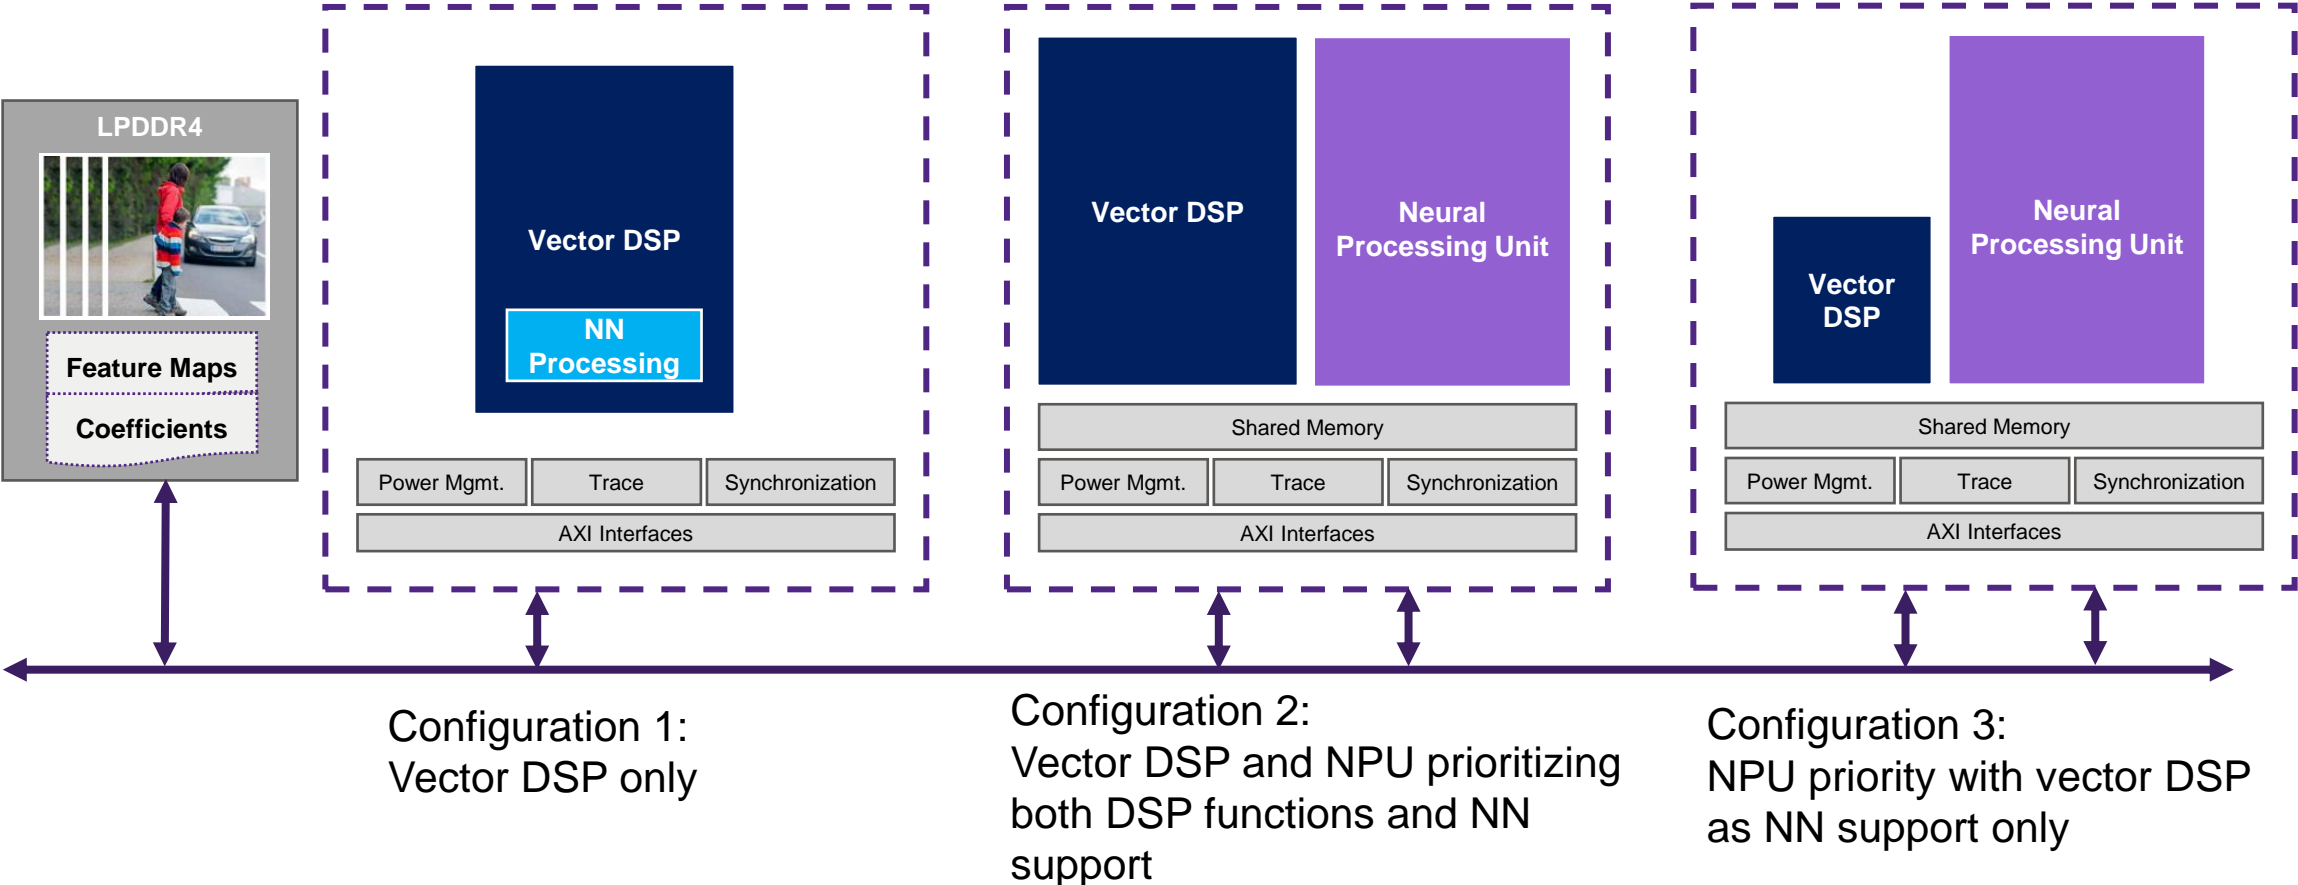 LPDDR4
Feature Maps
Coefficients
Vector DSP
NN
Processing
Power Mgmt.
Trace
Synchronization
AXI Interfaces
Configuration 1:
Vector DSP only
Vector DSP
Neural
Processing Unit
Shared Memory
Power Mgmt.
Trace
Synchronization
AXI Interfaces
Configuration 2:
Vector DSP and NPU prioritizing
both DSP functions and NN
support
Vector
DSP
Neural
Processing Unit
Shared Memory
Power Mgmt.
Trace
Synchronization
AXI Interfaces
Configuration 3:
NPU priority with vector DSP
as NN support only